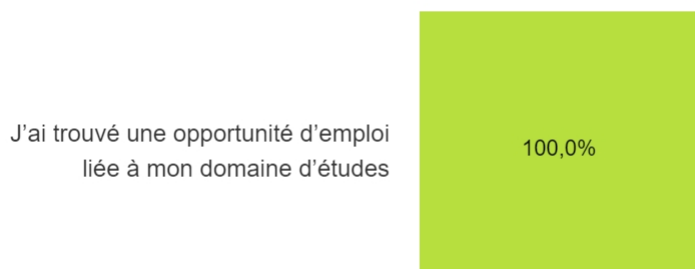 J’ai trouvé une opportunité d’emploi
liée à mon domaine d’études
100,0%